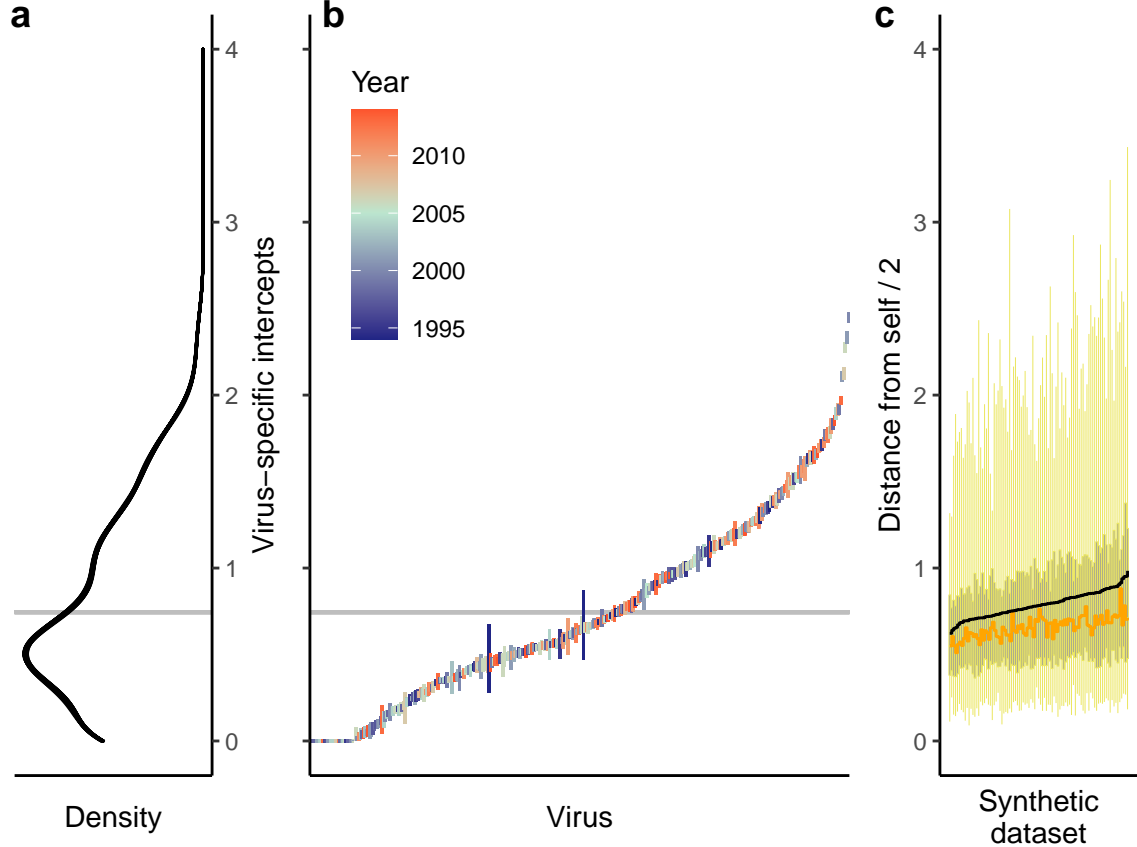 a
b
c
4
3
2
1
0
Virus−specific intercepts
Density
Year
2010
2005
2000
1995
Virus
4
3
2
1
0
Distance from self / 2
Synthetic
dataset